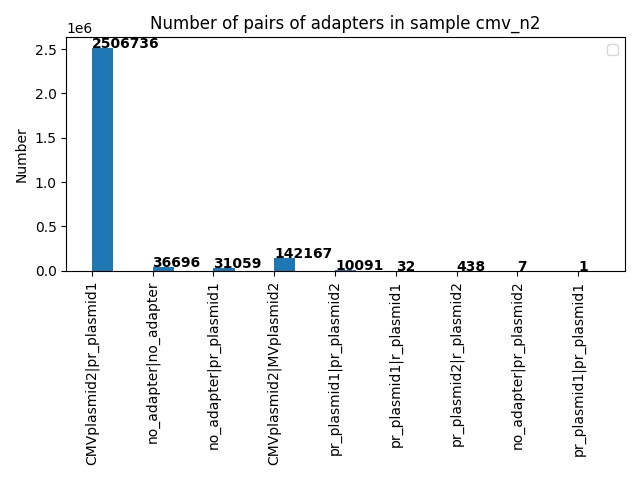 Number of pairs of adapters in sample cmv_n2
1e6
2.5
2.0
1.5
1.0
0.5
0.0
Number
2506736
36696
31059
142167
10091
32
438
7
1
CMVplasmid2|pr_plasmid1
no_adapter|no_adapter
no_adapter|pr_plasmid1
CMVplasmid2|MVplasmid2
pr_plasmid1|pr_plasmid2
pr_plasmid1|r_plasmid1
pr_plasmid2|r_plasmid2
no_adapter|pr_plasmid2
pr_plasmid1|pr_plasmid1